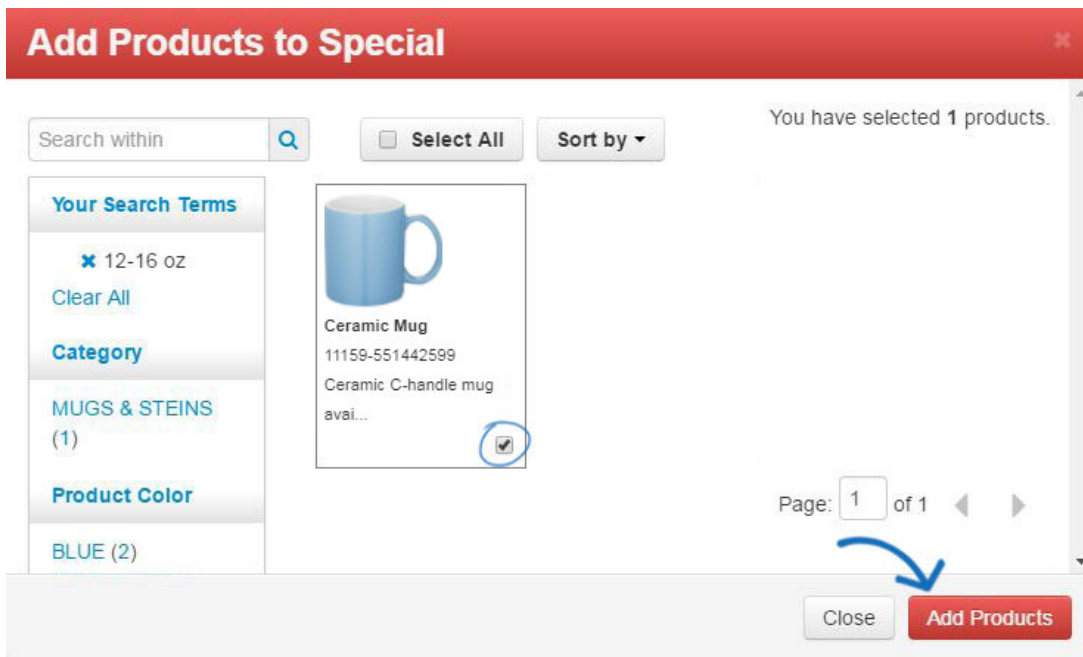 Add Products to Special
Search within
Select All
Sort by
You have selected 1 products.
Your Search Terms
12-16 oz
Clear All
Category
MUGS & STEINS
(1)
Product Color
BLUE (2)
Ceramic Mug
11159-551442599
Ceramic C-handle mug
avai...
Page: 1 of 1
Close
Add Products